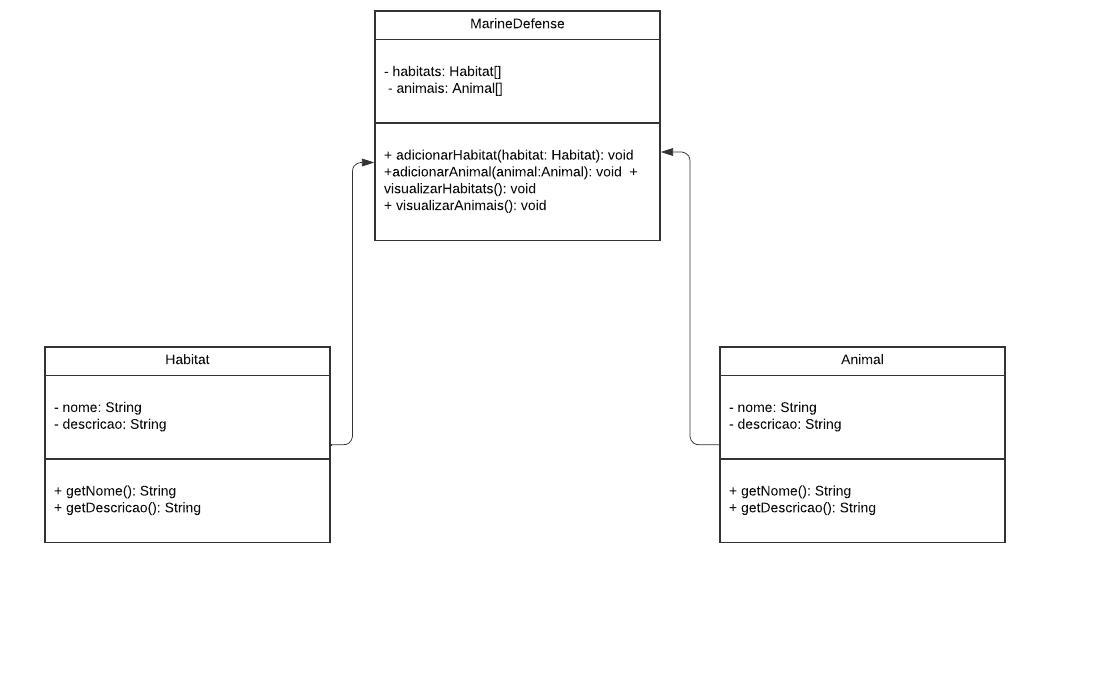 MarineDefense
- habitats: Habitat[]
- animais: Animal[]
+ adicionarHabitat(habitat: Habitat): void
+adicionarAnimal(animal:Animal): void +
visualizarHabitats(): void
+ visualizarAnimais(): void
Habitat
- nome: String
- descricao: String
+ getNome(): String
+ getDescricao(): String
Animal
- nome: String
- descricao: String
+ getNome(): String
+ getDescricao(): String